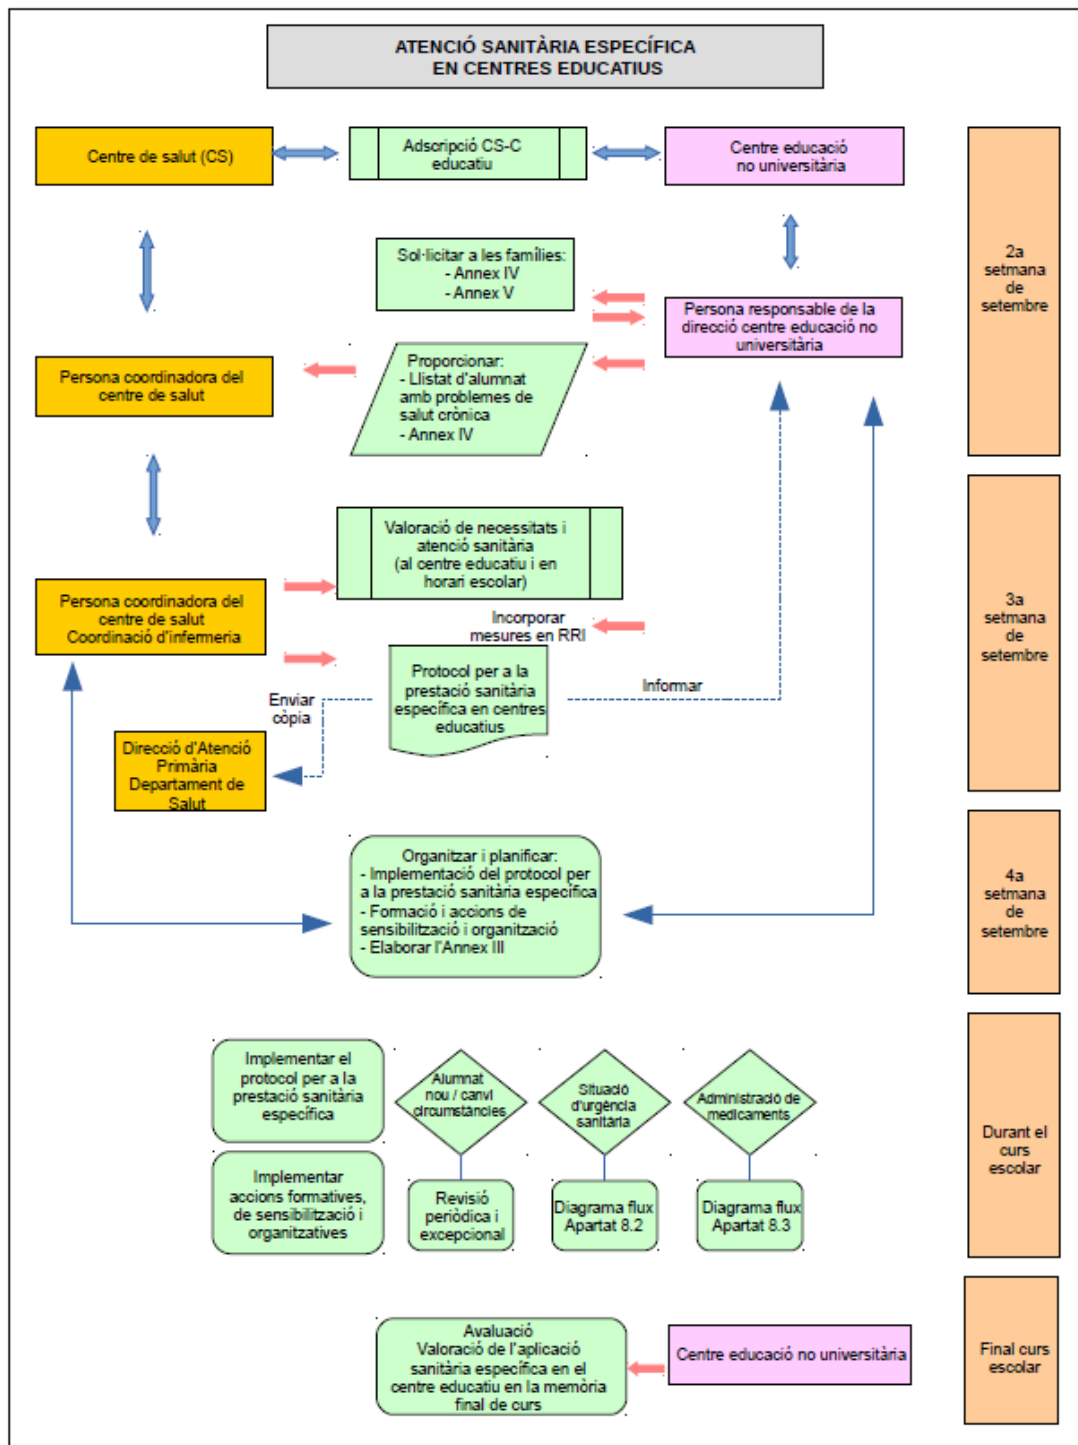 ATENCIÓ SANITÀRIA ESPECÍFICA
EN CENTRES EDUCATIUS
Centre de salut (CS)
Adscripció CS-C
educatiu
Centre educació
no universitària
2a
setmana
de
setembre
Sol·licitar a les famílies:
- Annex IV
- Annex V
Persona responsable de la
direcció centre educació no
universitària
Persona coordinadora del
centre de salut
Proporcionar:
- Llistat d'alumnat
amb problemes de
salut crònica
- Annex IV
Valoració de necessitats i
atenció sanitària
(al centre educatiu i en
horari escolar)
3a
setmana
de
setembre
Persona coordinadora del
centre de salut
Coordinació d'infermeria
Incorporar
mesures en RRI
Protocol per a la
prestació sanitària
específica en centres
educatius
Informar
Enviar
còpia
Direcció d'Atenció
Primària
Departament de
Salut
Organitzar i planificar:
- Implementació del protocol per
a la prestació sanitària específica
- Formació i accions de
sensibilització i organització
- Elaborar l'Annex III
4a
setmana
de
setembre
Implementar el
protocol per a la
prestació sanitària
específica
Alumnat
nou / canvi
circumstàncies
Situació
d'urgència
sanitària
Administració de
medicaments
Durant el
curs
escolar
Implementar
accions formatives,
de sensibilització i
organitzatives
Revisió
periòdica i
excepcional
Diagrama flux
Apartat 8.2
Diagrama flux
Apartat 8.3
Avaluació
Valoració de l'aplicació
sanitària específica en el
centre educatiu en la memòria
final de curs
Centre educació no universitària
Final curs
escolar